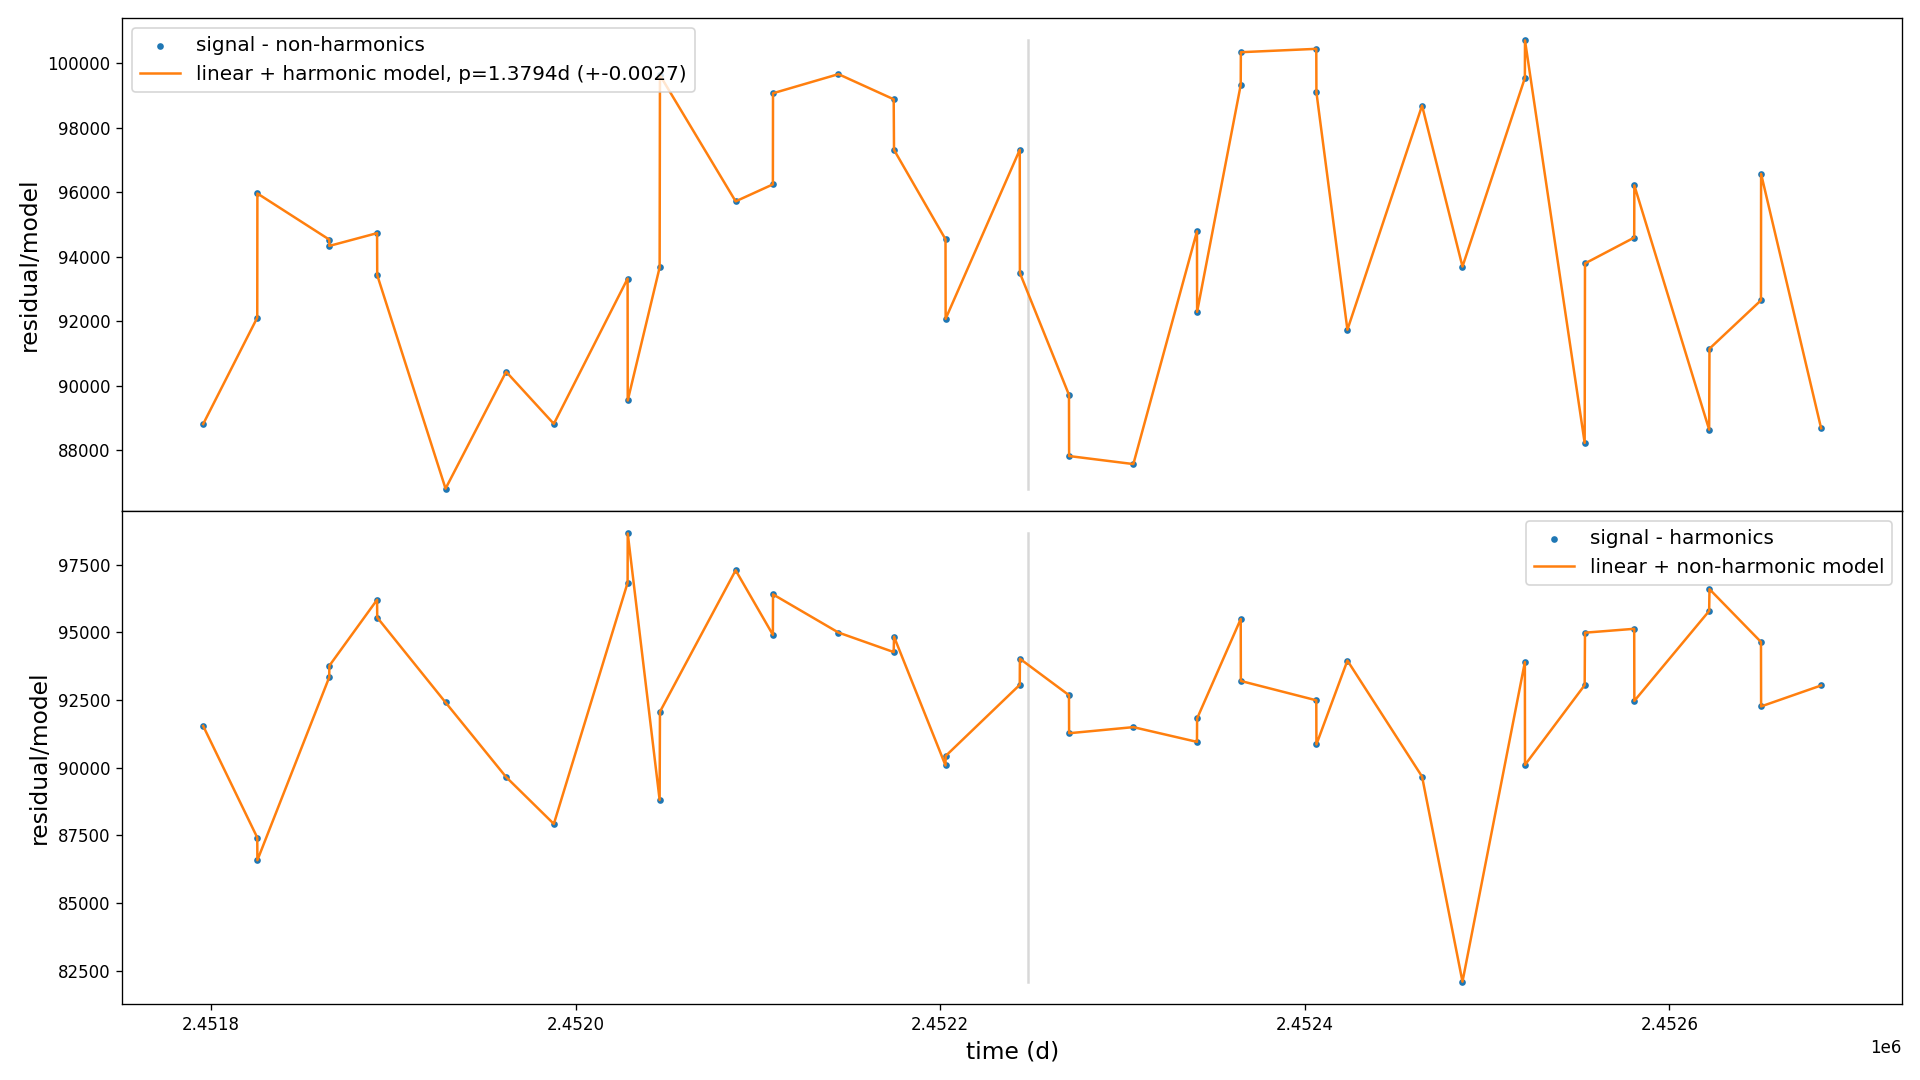 signal - non-harmonics
linear + harmonic model, p=1.3794d (+-0.0027)
100000
98000
96000
94000
92000
90000
88000
residual/model
signal - harmonics
linear + non-harmonic model
97500
95000
92500
90000
87500
85000
82500
residual/model
2.4518
2.4520
2.4522
2.4524
2.4526
1e6
time (d)